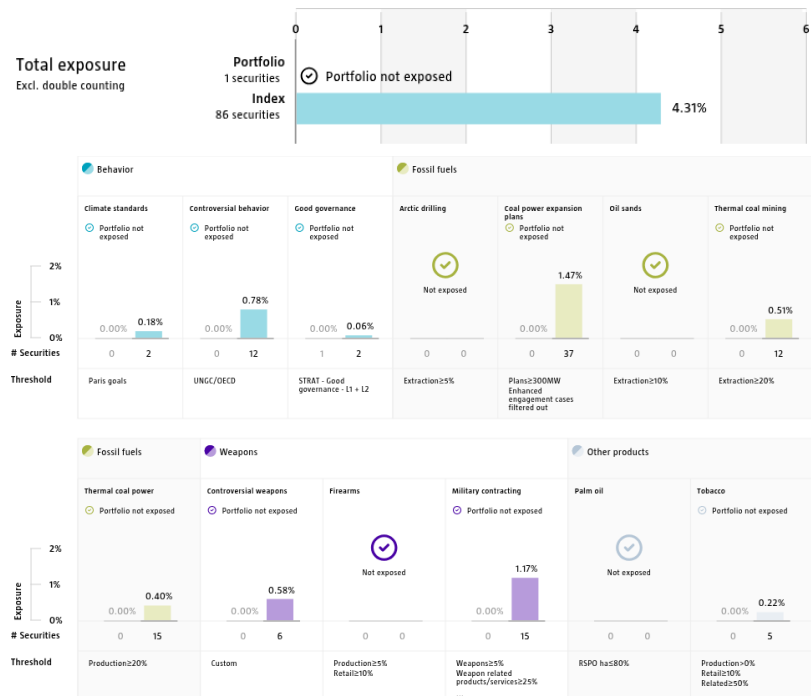 0 1 2 3 4 5 6
Total exposure
Excl. double counting
Portfolio
1 securities
Portfolio not exposed
Index
86 securities
4.31%
Behavior
Fossil fuels
Climate standards
Portfolio not
exposed
Controversial behavior
Portfolio not
exposed
Good governance
Portfolio not
exposed
Arctic drilling
Not exposed
Coal power expansion
plans
Portfolio not
exposed
Oil sands
Not exposed
Thermal coal mining
Portfolio not
exposed
Exposure
2%
1%
0%
0.00% 0.18% 0.00% 0.78% 0.00% 0.06% 0.00% 1.47% 0.00% 0.51%
# Securities 0 2 0 12 1 2 0 0 0 37 0 0 0 12
Threshold
Paris goals
UNGC/OECD
STRAT - Good
governance - L1 + L2
Extraction≥5%
Plans≥300MW
Enhanced
engagement cases
filtered out
Extraction≥10%
Extraction≥20%
Fossil fuels
Weapons
Other products
Thermal coal power
Portfolio not exposed
Controversial weapons
Portfolio not exposed
Firearms
Not exposed
Military contracting
Portfolio not exposed
Palm oil
Not exposed
Tobacco
Portfolio not exposed
Exposure
2%
1%
0%
0.00% 0.40% 0.00% 0.58% 0.00% 1.17% 0.00% 0.22%
# Securities 0 15 0 6 0 0 0 15 0 0 0 5
Threshold
Production≥20%
Custom
Production≥5%
Retail≥10%
Weapons≥5%
Weapon related
products/services≥25%
RSPO ha≤80%
Production>0%
Retail≥10%
Related≥50%